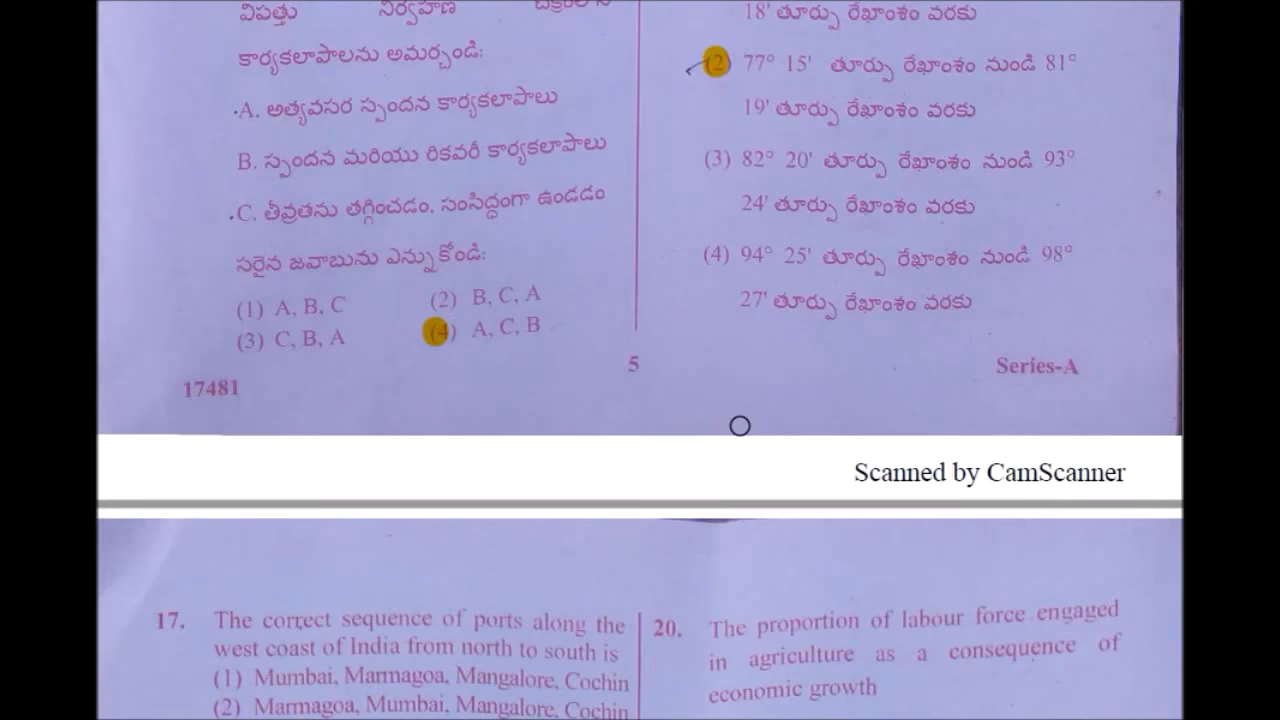 విపత్తు నిర్వహణ
కార్యకలాపాలను అమర్చండి:
A. అత్యవసర స్పందన కార్యకలాపాలు
B. స్పందన మరియు రికవరీ కార్యకలాపాలు
C. తీవ్రతను తగ్గించడం, సంసిద్ధంగా ఉండడం
సరైన జవాబును ఎన్నుకోండి:
(1) A, B, C (2) B, C, A
(3) C, B, A (4) A, C, B
18' తూర్పు రేఖాంశం వరకు
(2) 77° 15' తూర్పు రేఖాంశం నుండి 81°
19' తూర్పు రేఖాంశం వరకు
(3) 82° 20' తూర్పు రేఖాంశం నుండి 93°
24' తూర్పు రేఖాంశం వరకు
(4) 94° 25' తూర్పు రేఖాంశం నుండి 98°
27' తూర్పు రేఖాంశం వరకు
17481
5
Series-A
Scanned by CamScanner
17. The correct sequence of ports along the
west coast of India from north to south is
(1) Mumbai, Marmagoa, Mangalore, Cochin
(2) Marmagoa, Mumbai, Mangalore, Cochin
20. The proportion of labour force engaged
in agriculture as a consequence of
economic growth